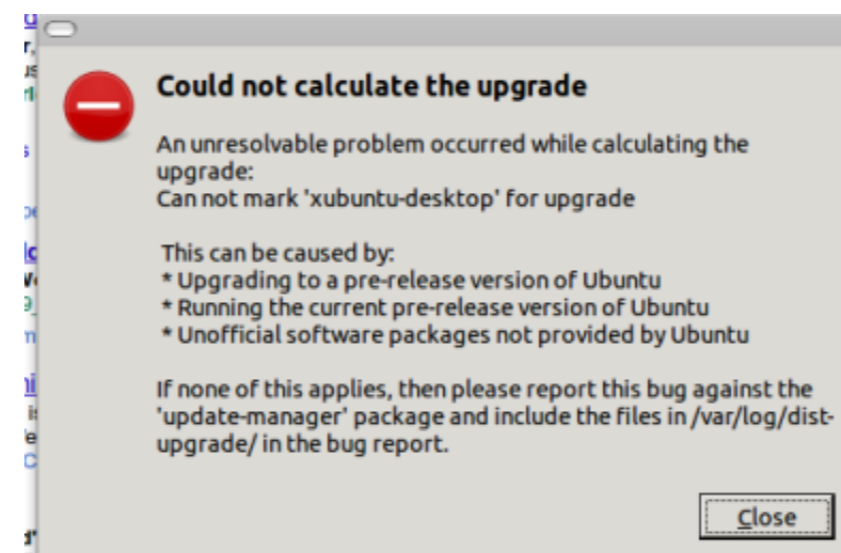 Could not calculate the upgrade
An unresolvable problem occurred while calculating the
upgrade:
Can not mark 'xubuntu-desktop' for upgrade
This can be caused by:
* Upgrading to a pre-release version of Ubuntu
* Running the current pre-release version of Ubuntu
* Unofficial software packages not provided by Ubuntu
If none of this applies, then please report this bug against the
'update-manager' package and include the files in /var/log/dist-
upgrade/ in the bug report.
Close